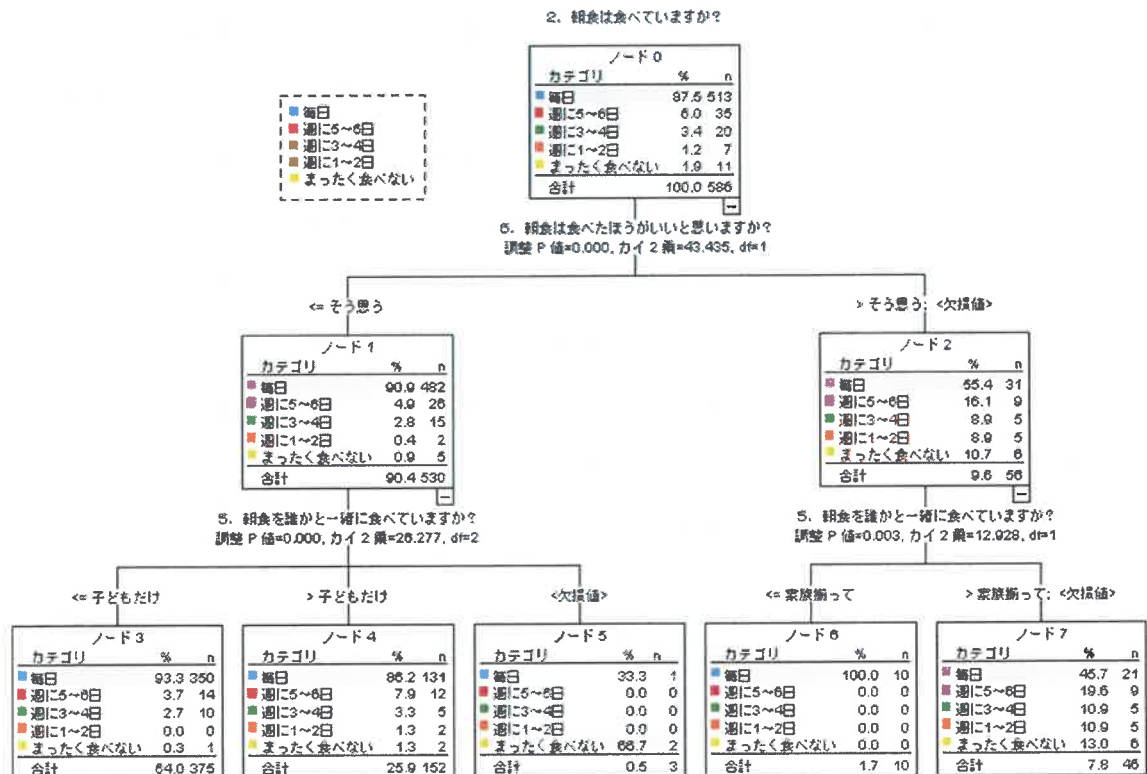 2. 朝食は食べていますか?
ノード 0
カテゴリ % n
毎日 87.5 513
週に5~6日 6.0 35
週に3~4日 3.4 20
週に1~2日 1.2 7
まったく食べない 1.9 11
合計 100.0 586
毎日
週に5~6日
週に3~4日
週に1~2日
まったく食べない
6. 朝食は食べたほうがいいと思いますか?
調整 P 値=0.000, カイ 2 乗=43.435, df=1
<= そう思う
> そう思う; <欠損値>
ノード 1
カテゴリ % n
毎日 90.9 482
週に5~6日 4.9 26
週に3~4日 2.8 15
週に1~2日 0.4 2
まったく食べない 0.9 5
合計 90.4 530
ノード 2
カテゴリ % n
毎日 55.4 31
週に5~6日 16.1 9
週に3~4日 8.9 5
週に1~2日 8.9 5
まったく食べない 10.7 6
合計 9.6 56
5. 朝食を誰かと一緒に食べていますか?
調整 P 値=0.000, カイ 2 乗=26.277, df=2
5. 朝食を誰かと一緒に食べていますか?
調整 P 値=0.003, カイ 2 乗=12.928, df=1
<= 子どもだけ
> 子どもだけ
<欠損値>
<= 家族揃って
> 家族揃って; <欠損値>
ノード 3
カテゴリ % n
毎日 93.3 350
週に5~6日 3.7 14
週に3~4日 2.7 10
週に1~2日 0.0 0
まったく食べない 0.3 1
合計 64.0 375
ノード 4
カテゴリ % n
毎日 86.2 131
週に5~6日 7.9 12
週に3~4日 3.3 5
週に1~2日 1.3 2
まったく食べない 1.3 2
合計 25.9 152
ノード 5
カテゴリ % n
毎日 33.3 1
週に5~6日 0.0 0
週に3~4日 0.0 0
週に1~2日 0.0 0
まったく食べない 66.7 2
合計 0.5 3
ノード 6
カテゴリ % n
毎日 100.0 10
週に5~6日 0.0 0
週に3~4日 0.0 0
週に1~2日 0.0 0
まったく食べない 0.0 0
合計 1.7 10
ノード 7
カテゴリ % n
毎日 45.7 21
週に5~6日 19.6 9
週に3~4日 10.9 5
週に1~2日 10.9 5
まったく食べない 13.0 6
合計 7.8 46